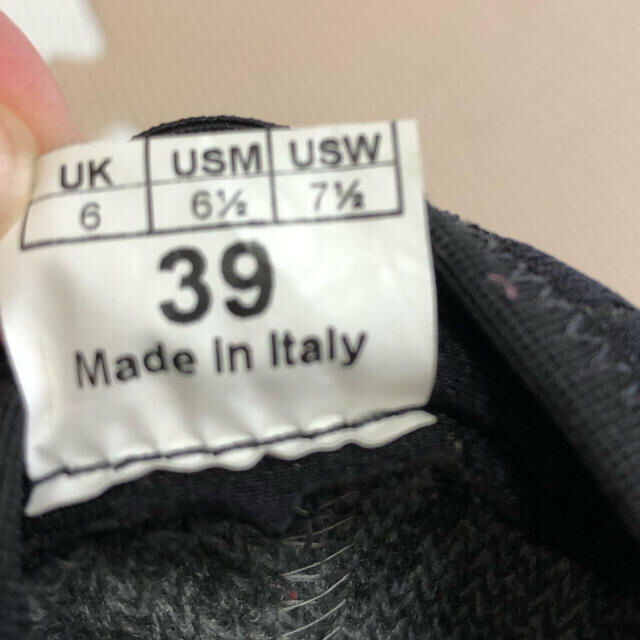 UK USM USW
6 6½ 7½
39
Made In Italy